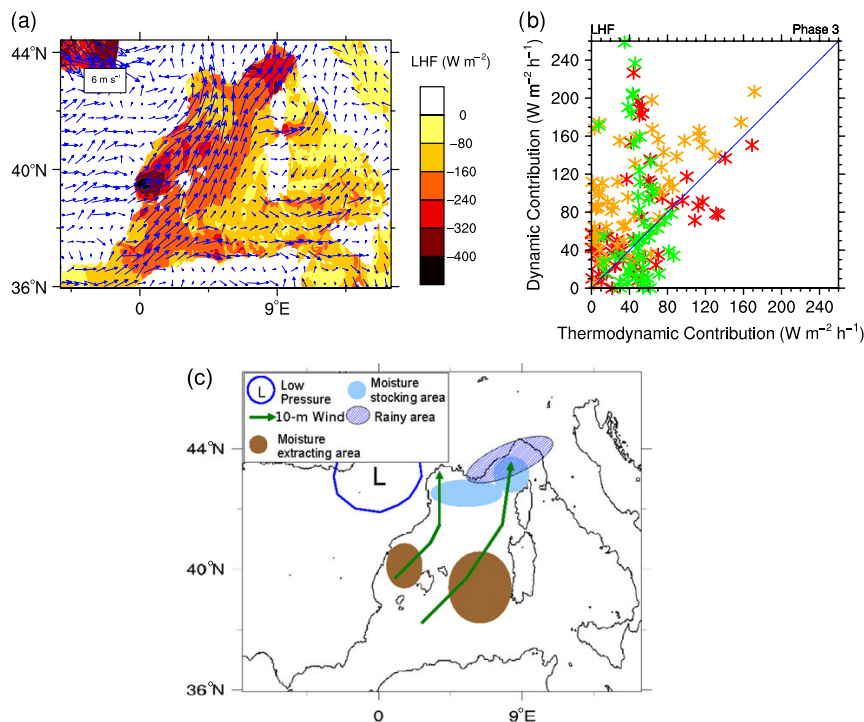 (a)
44°N
40°N
36°N
0
9°E
6 m s⁻¹
LHF (W m⁻²)
0
−80
−160
−240
−320
−400
(b)
LHF
Phase 3
Dynamic Contribution (W m⁻² h⁻¹)
240
200
160
120
80
40
0
0
40
80
120
160
200
240
Thermodynamic Contribution (W m⁻² h⁻¹)
(c)
L
Low
Pressure
Moisture
stocking area
10-m Wind
Rainy area
Moisture
extracting area
L
44°N
40°N
36°N
0
9°E